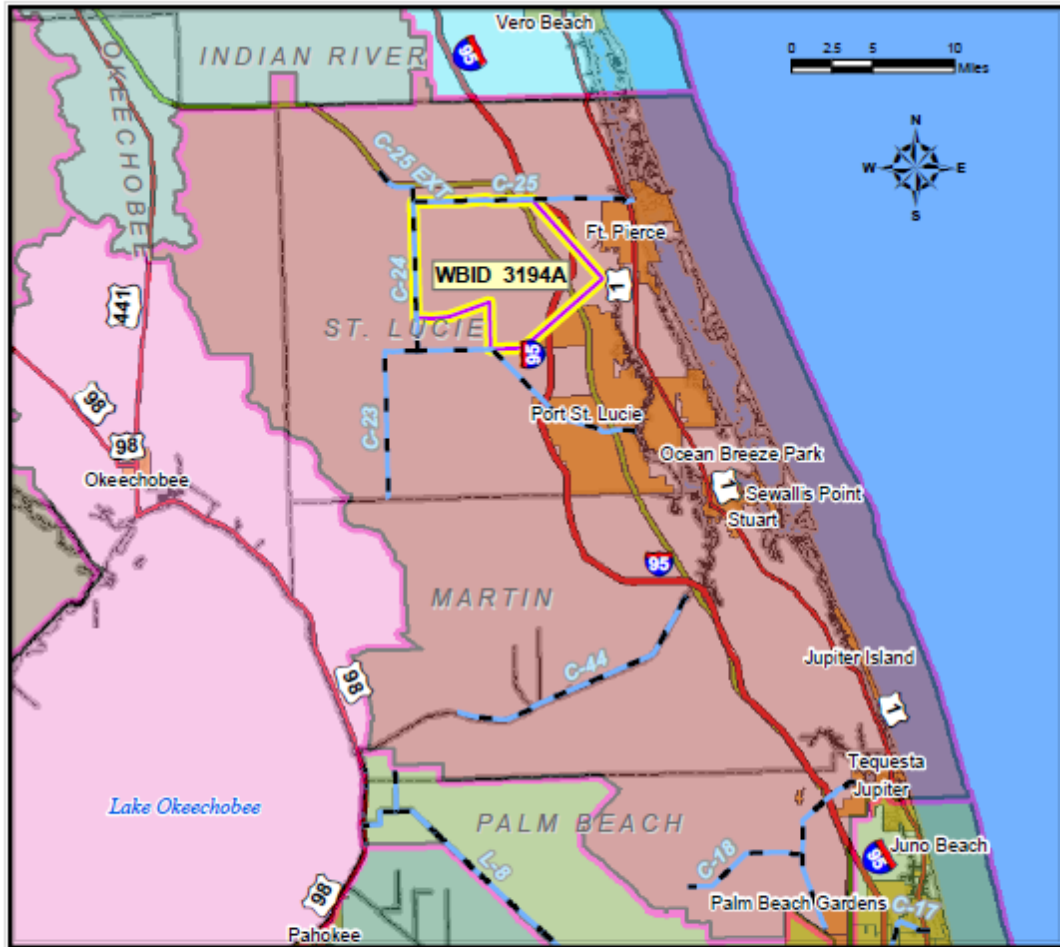 Vero Beach
95
INDIAN RIVER
0 2.5 5 10
Miles
OKEECHOBEE
N
W E
S
C-25 EXT
C-25
Ft. Pierce
WBID 3194A
C-24
1
441
ST. LUCIE
95
98
98
C-23
Port St. Lucie
Okeechobee
Ocean Breeze Park
1
Sewallis Point
Stuart
95
MARTIN
C-44
98
Jupiter Island
1
Tequesta
Jupiter
Lake Okeechobee
PALM BEACH
L-8
C-18
Juno Beach
95
98
Palm Beach Gardens
C-17
Pahokee